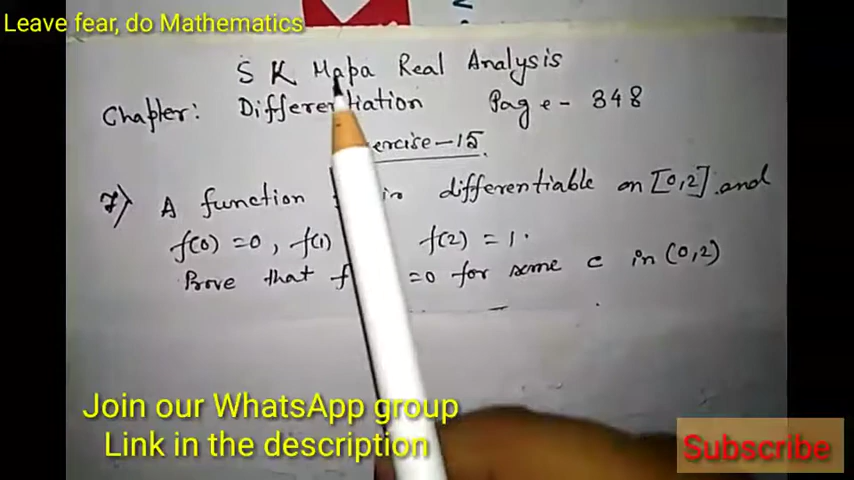 Leave fear, do Mathematics
S K Mapa Real Analysis
Chapter: Differentiation Page - 348
ercise - 15
7) A function differentiable on [0,2] and
f(0) = 0, f(1) f(2) = 1.
Prove that f = 0 for some c in (0,2)
Join our WhatsApp group
Link in the description
Subscribe